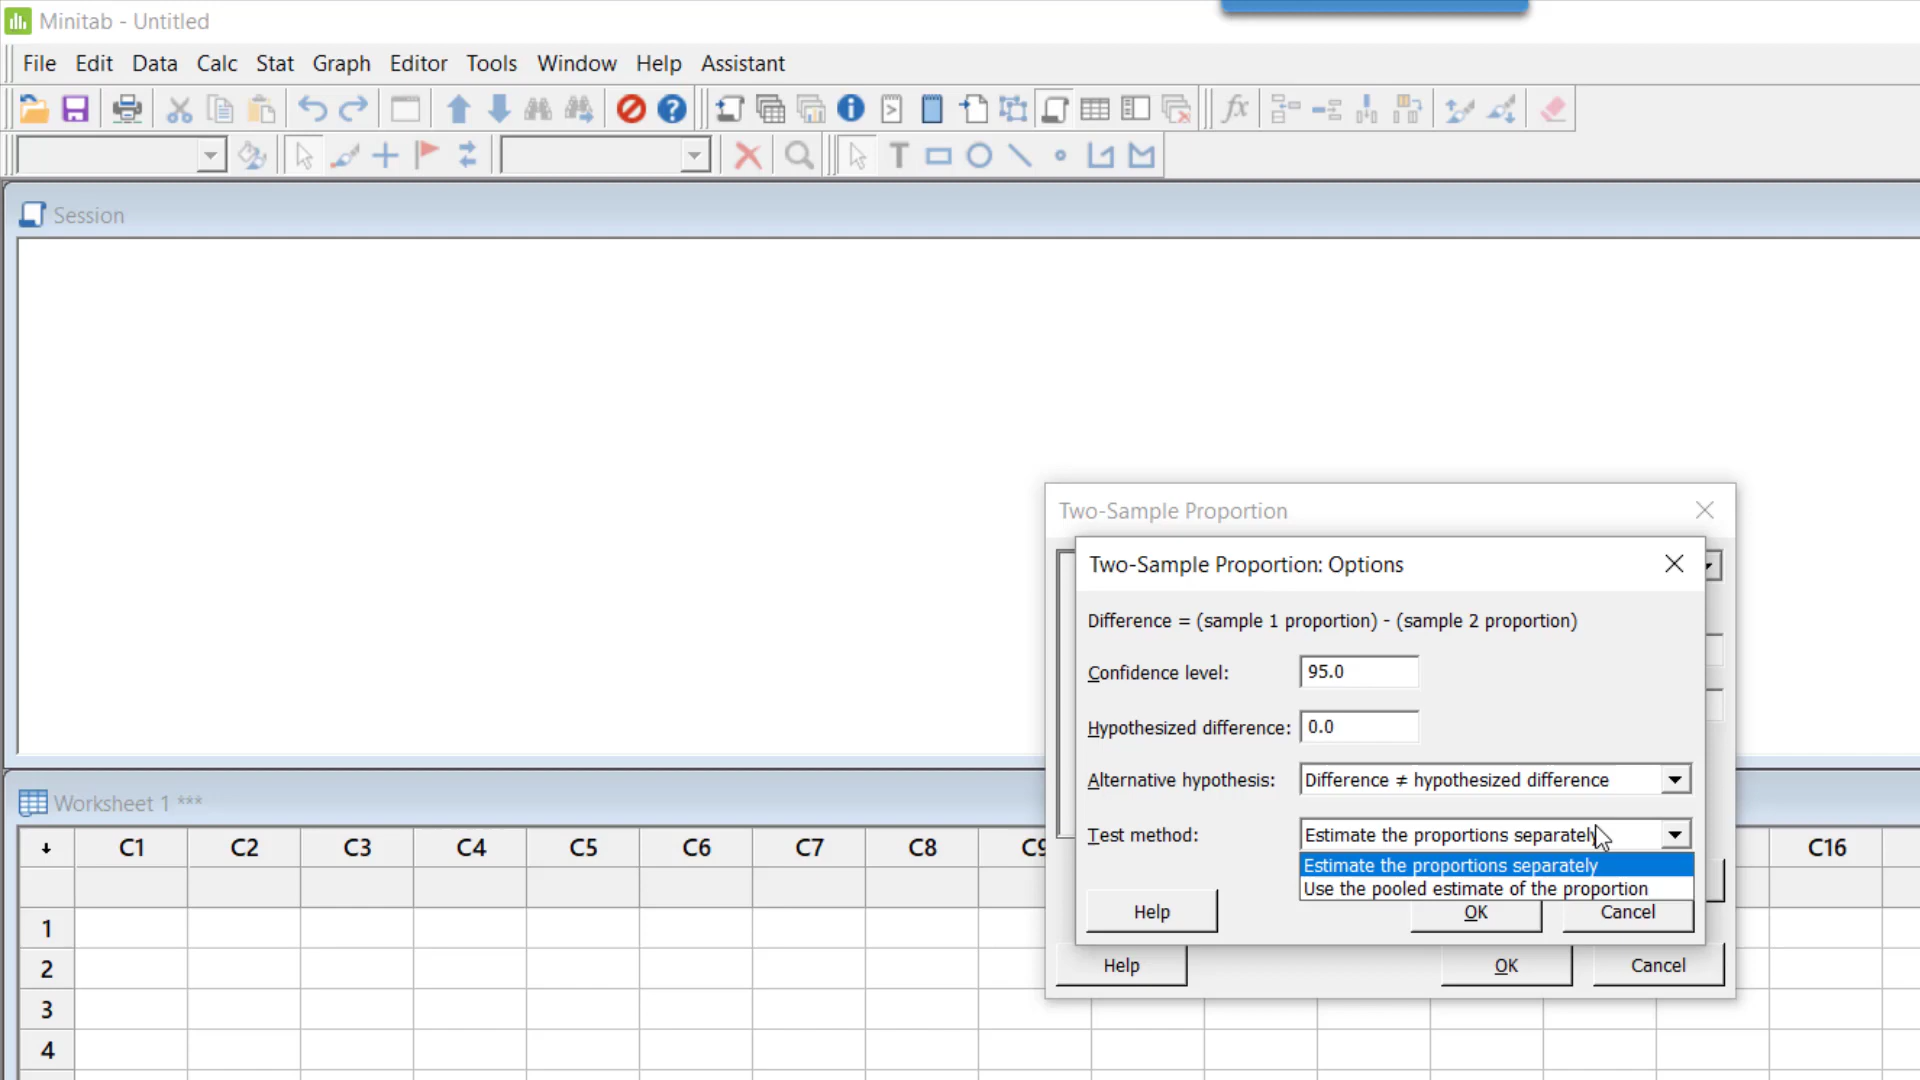 Minitab - Untitled
File Edit Data Calc Stat Graph Editor Tools Window Help Assistant
Session
Two-Sample Proportion
Two-Sample Proportion: Options
Difference = (sample 1 proportion) - (sample 2 proportion)
Confidence level: 95.0
Hypothesized difference: 0.0
Alternative hypothesis: Difference ≠ hypothesized difference
Test method: Estimate the proportions separately
Estimate the proportions separately
Use the pooled estimate of the proportion
Help OK Cancel
Help OK Cancel
Worksheet 1 ***
C1 C2 C3 C4 C5 C6 C7 C8 C9 C16
1
2
3
4